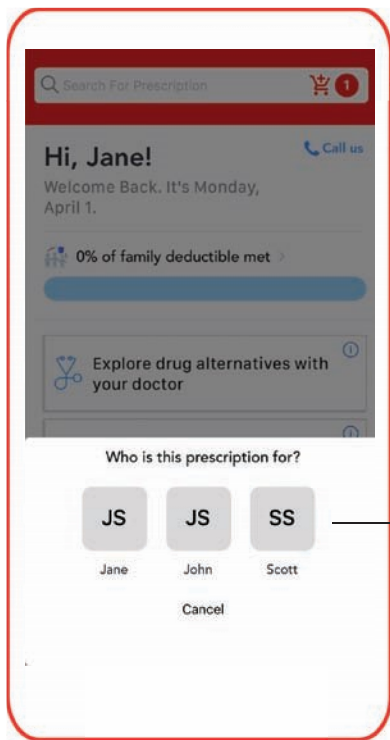 Search For Prescription
1
Hi, Jane!
Call us
Welcome Back. It's Monday,
April 1.
0% of family deductible met >
Explore drug alternatives with
your doctor
Who is this prescription for?
JS JS SS
Jane John Scott
Cancel